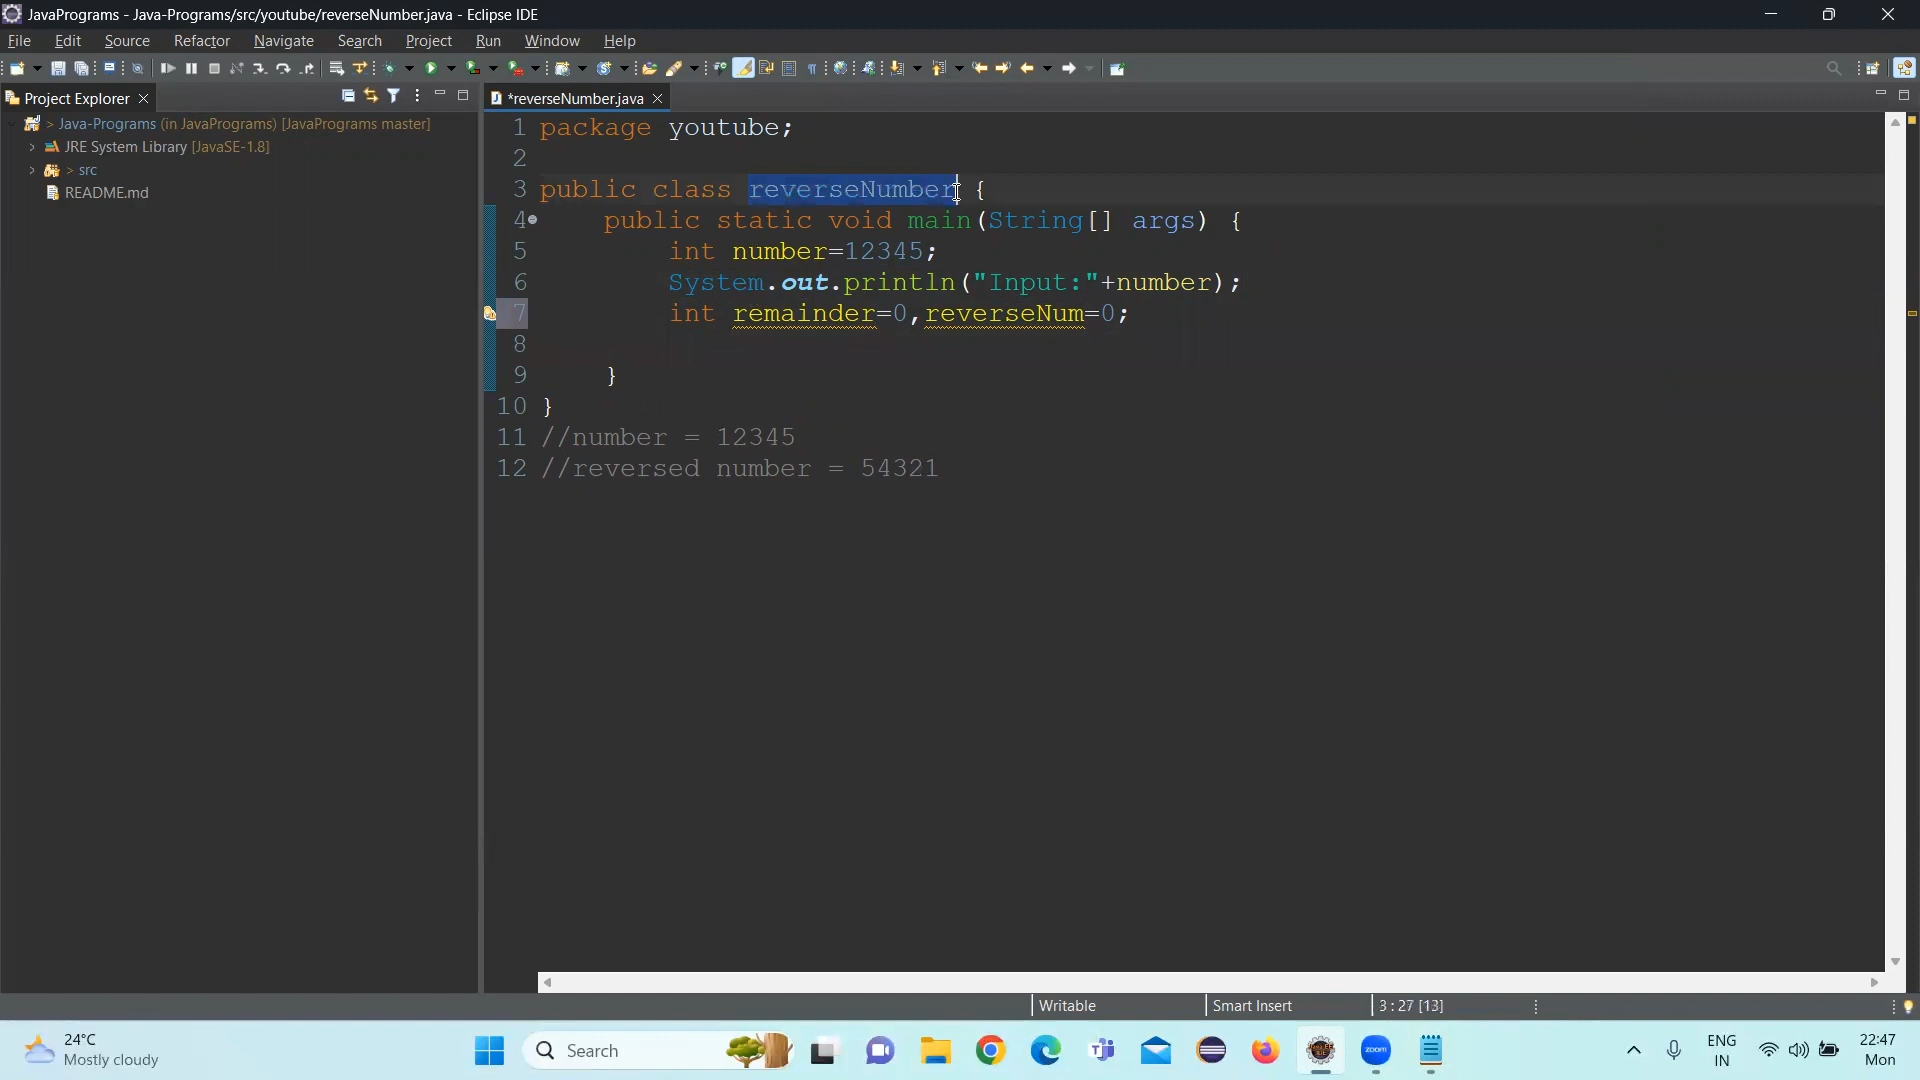 JavaPrograms - Java-Programs/src/youtube/reverseNumber.java - Eclipse IDE
File Edit Source Refactor Navigate Search Project Run Window Help
Project Explorer
*reverseNumber.java
> Java-Programs (in JavaPrograms) [JavaPrograms master]
JRE System Library [JavaSE-1.8]
> src
README.md
1 package youtube;
2
3 public class reverseNumber {
4 public static void main(String[] args) {
5 int number=12345;
6 System.out.println("Input:"+number);
7 int remainder=0,reverseNum=0;
8
9 }
10 }
11 //number = 12345
12 //reversed number = 54321
Writable Smart Insert 3 : 27 [13]
24°C
Mostly cloudy
Search
zoom
ENG
IN
22:47
Mon